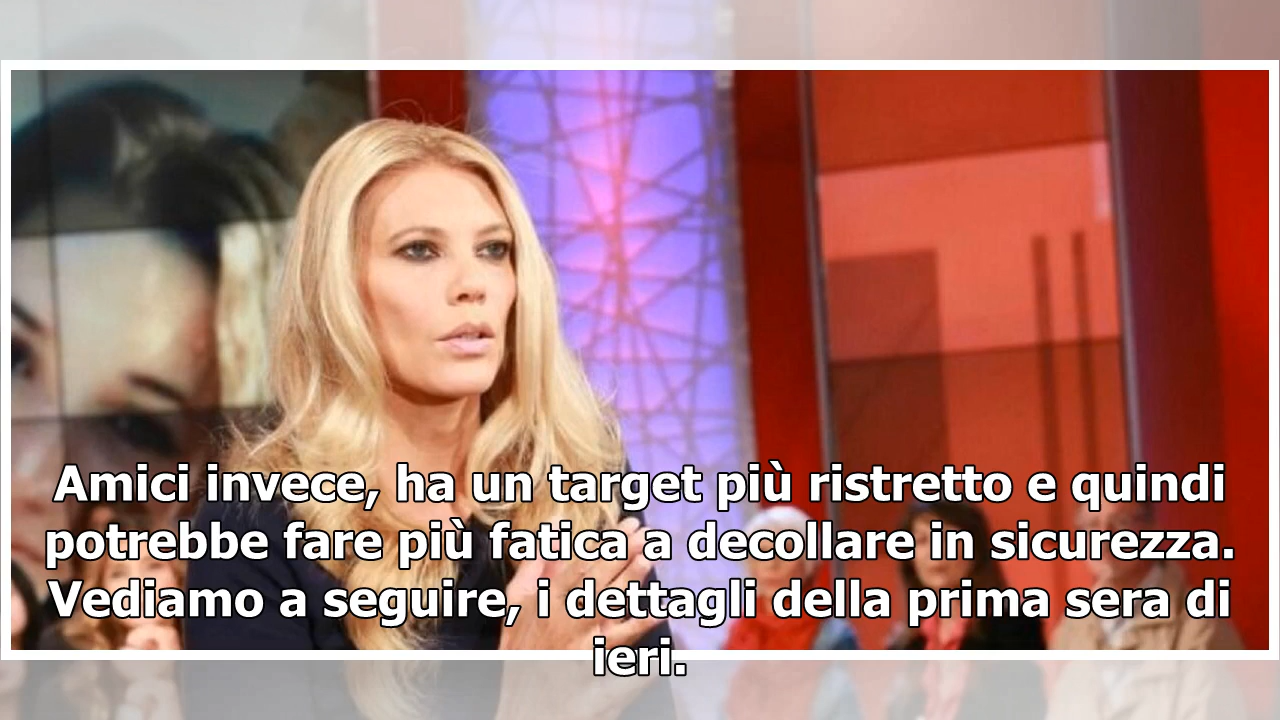 Amici invece, ha un target più ristretto e quindi
potrebbe fare più fatica a decollare in sicurezza.
Vediamo a seguire, i dettagli della prima sera di
ieri.